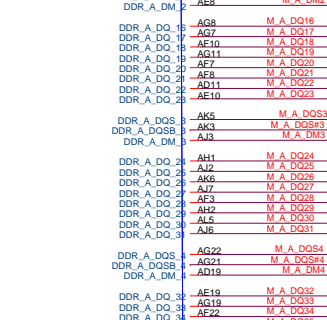 DDR_A_DM_2 AE8 M_A_DM2
DDR_A_DQ_16 AG8 M_A_DQ16
DDR_A_DQ_17 AG7 M_A_DQ17
DDR_A_DQ_18 AF10 M_A_DQ18
DDR_A_DQ_19 AG11 M_A_DQ19
DDR_A_DQ_20 AF7 M_A_DQ20
DDR_A_DQ_21 AF8 M_A_DQ21
DDR_A_DQ_22 AD11 M_A_DQ22
DDR_A_DQ_23 AE10 M_A_DQ23
DDR_A_DQS_3 AK5 M_A_DQS3
DDR_A_DQSB_3 AK3 M_A_DQS#3
DDR_A_DM_3 AJ3 M_A_DM3
DDR_A_DQ_24 AH1 M_A_DQ24
DDR_A_DQ_25 AJ2 M_A_DQ25
DDR_A_DQ_26 AK6 M_A_DQ26
DDR_A_DQ_27 AJ7 M_A_DQ27
DDR_A_DQ_28 AF3 M_A_DQ28
DDR_A_DQ_29 AH2 M_A_DQ29
DDR_A_DQ_30 AL5 M_A_DQ30
DDR_A_DQ_31 AJ6 M_A_DQ31
DDR_A_DQS_4 AG22 M_A_DQS4
DDR_A_DQSB_4 AG21 M_A_DQS#4
DDR_A_DM_4 AD19 M_A_DM4
DDR_A_DQ_32 AE19 M_A_DQ32
DDR_A_DQ_33 AG19 M_A_DQ33
DDR_A_DQ_34 AF22 M_A_DQ34